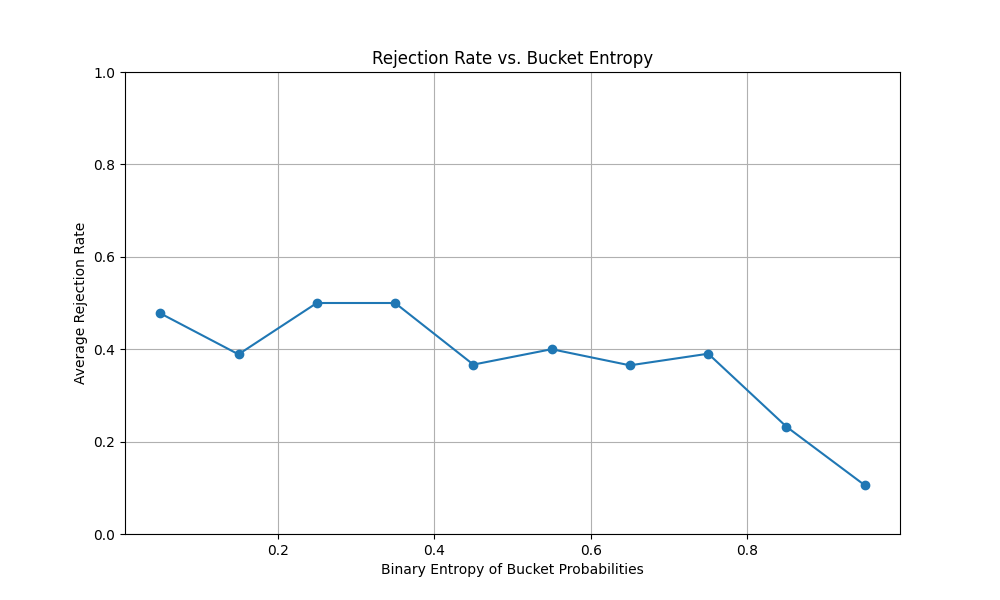 Rejection Rate vs. Bucket Entropy
1.0
0.8
0.6
0.4
0.2
0.0
Average Rejection Rate
0.2 0.4 0.6 0.8
Binary Entropy of Bucket Probabilities